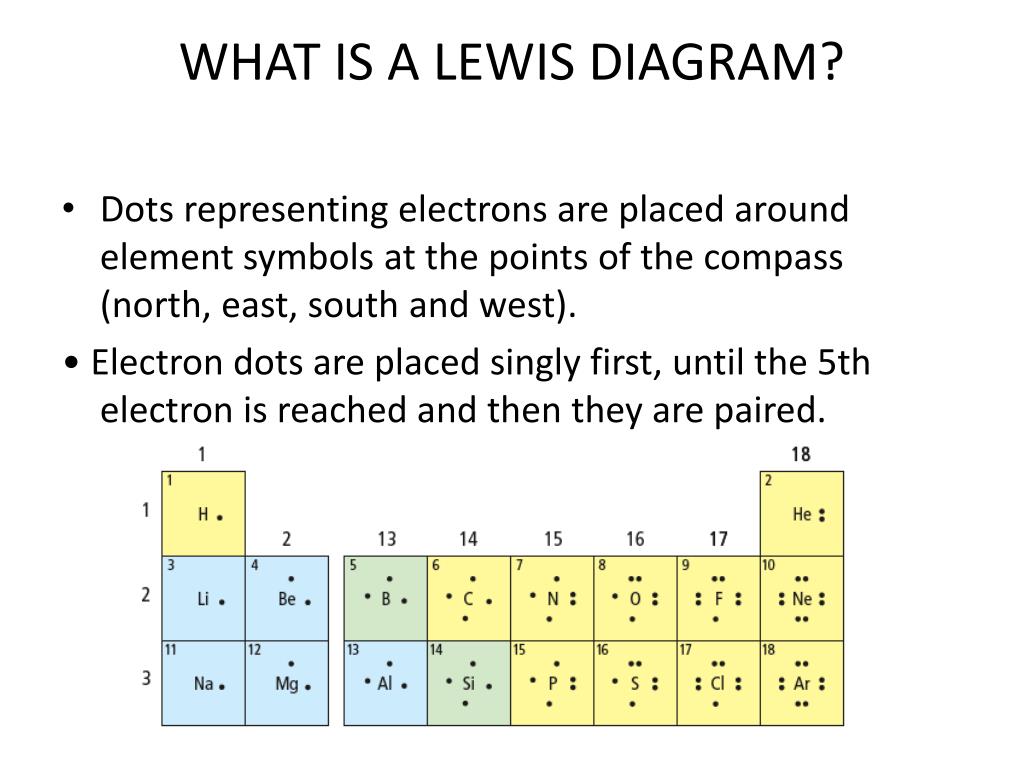 WHAT IS A LEWIS DIAGRAM?
• Dots representing electrons are placed around
element symbols at the points of the compass
(north, east, south and west).
• Electron dots are placed singly first, until the 5th
electron is reached and then they are paired.
1 18
1 2
1 H He
2 13 14 15 16 17
3 4 5 6 7 8 9 10
2 Li Be B C N O F Ne
11 12 13 14 15 16 17 18
3 Na Mg Al Si P S Cl Ar